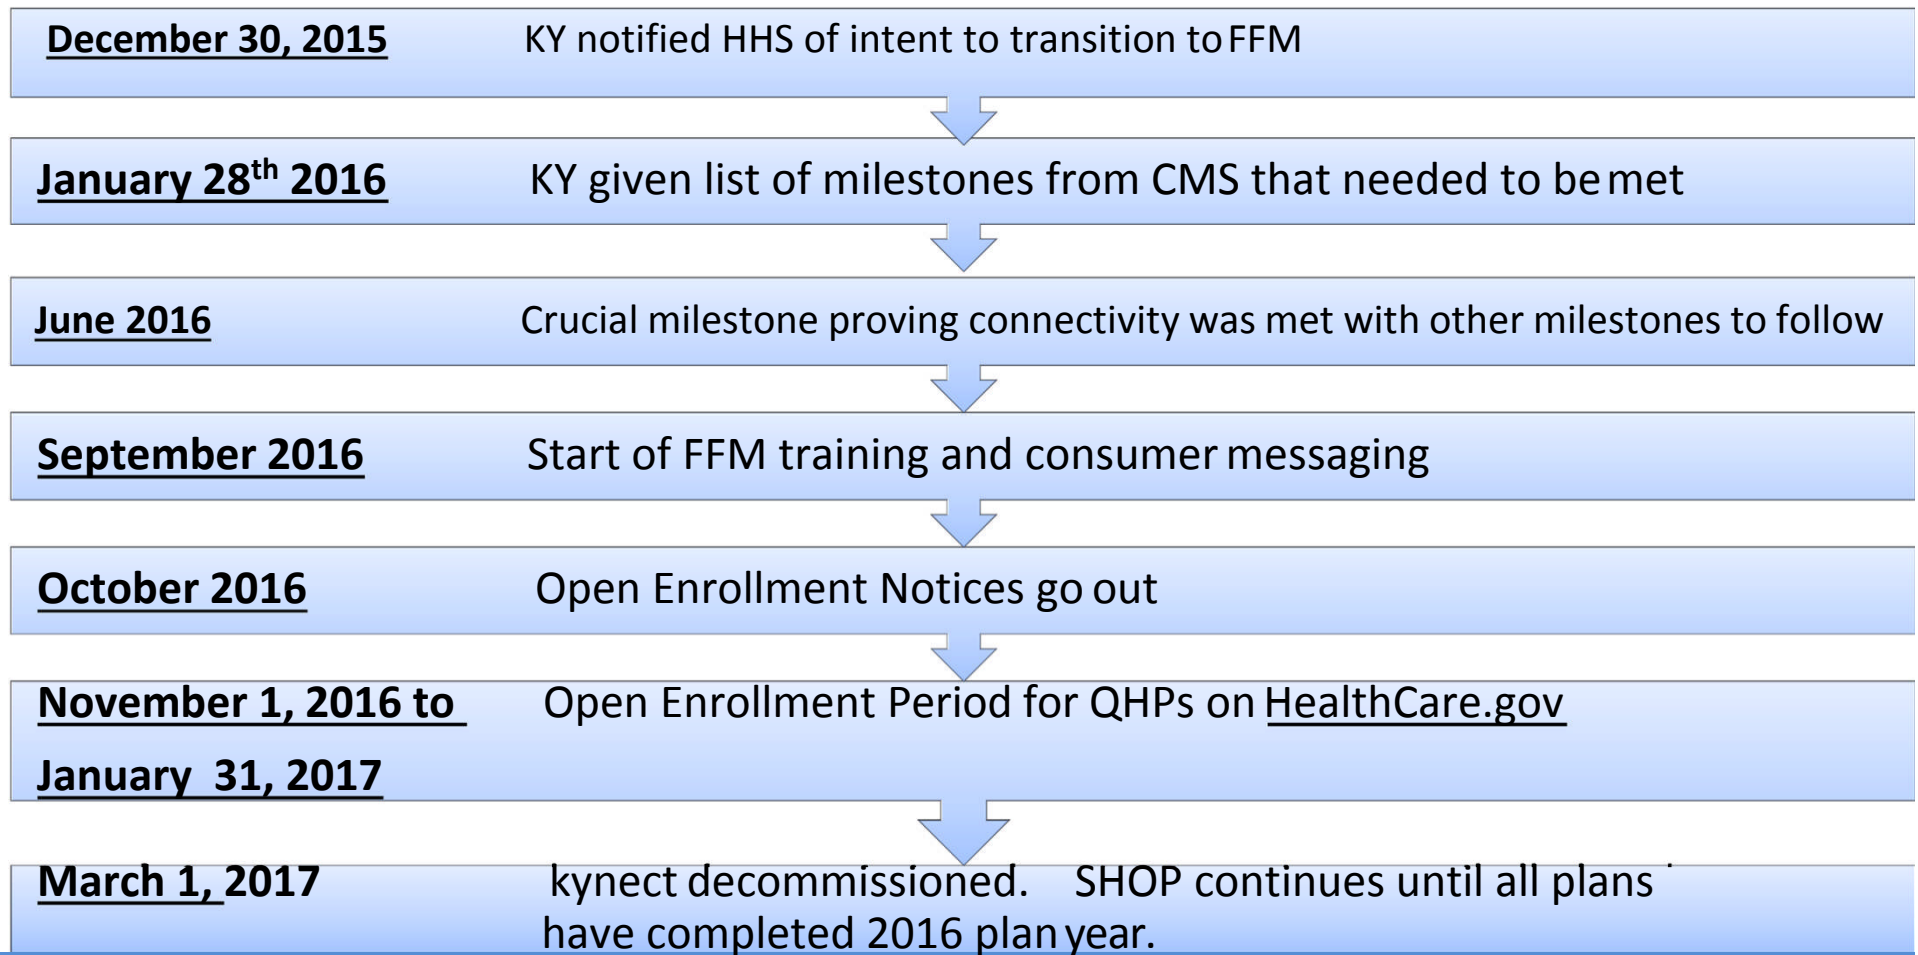 December 30, 2015 KY notified HHS of intent to transition to FFM
January 28th 2016 KY given list of milestones from CMS that needed to be met
June 2016 Crucial milestone proving connectivity was met with other milestones to follow
September 2016 Start of FFM training and consumer messaging
October 2016 Open Enrollment Notices go out
November 1, 2016 to Open Enrollment Period for QHPs on HealthCare.gov
January 31, 2017
March 1, 2017 kynect decommissioned. SHOP continues until all plans
have completed 2016 plan year.